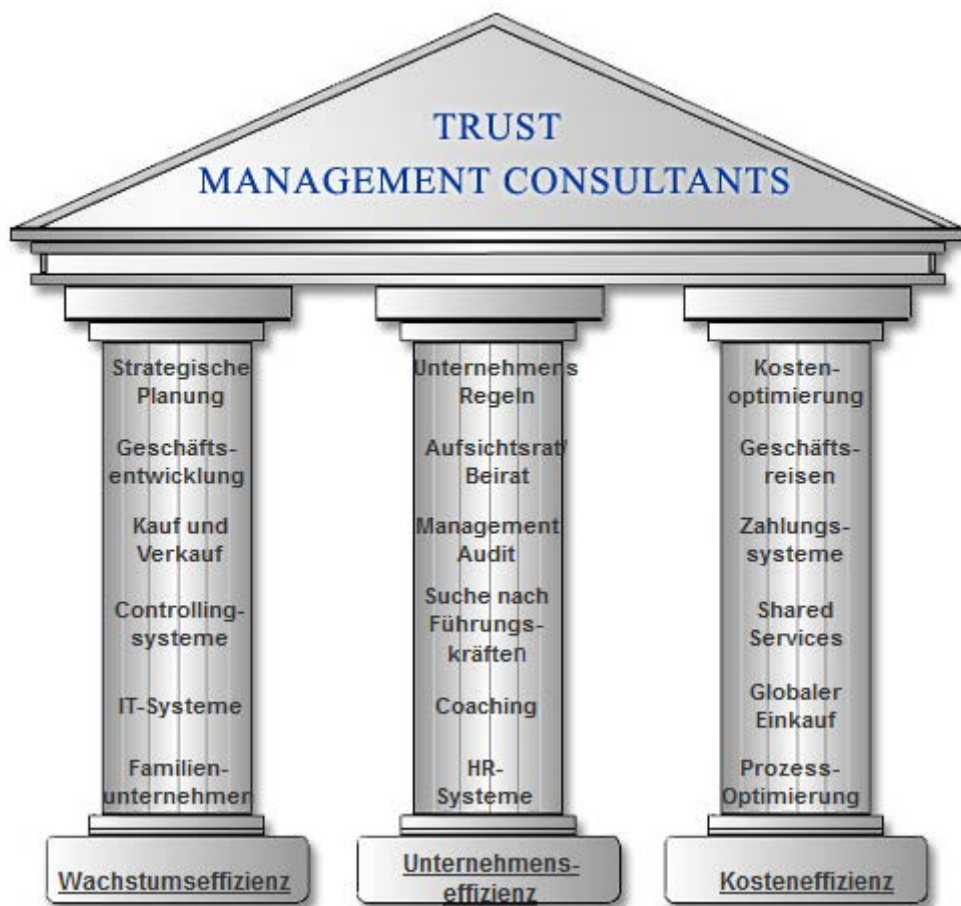 TRUST
MANAGEMENT CONSULTANTS
Strategische
Planung
Geschäfts-
entwicklung
Kauf und
Verkauf
Controlling-
systeme
IT-Systeme
Familien-
unternehmen
Wachstumseffizienz
Unternehmens
Regeln
Aufsichtsrat/
Beirat
Management
Audit
Suche nach
Führungs-
kräften
Coaching
HR-
Systeme
Unternehmens-
effizienz
Kosten-
optimierung
Geschäft-
reisen
Zahlungs-
systeme
Shared
Services
Globaler
Einkauf
Prozess-
Optimierung
Kosteneffizienz